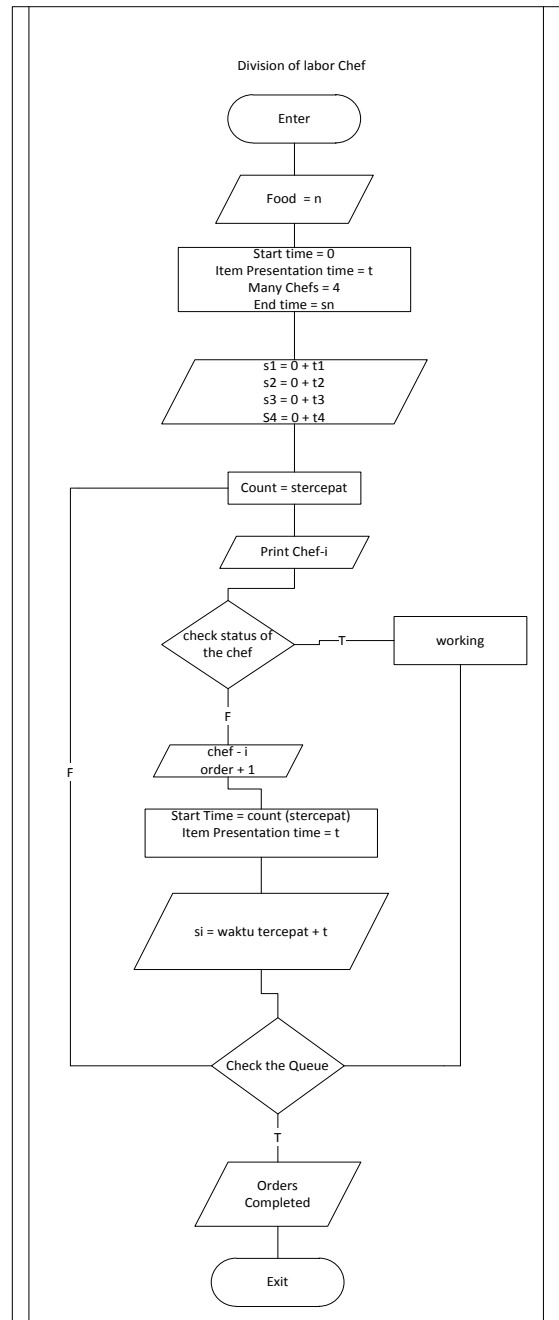 Division of labor Chef
Enter
Food = n
Start time = 0
Item Presentation time = t
Many Chefs = 4
End time = sn
s1 = 0 + t1
s2 = 0 + t2
s3 = 0 + t3
S4 = 0 + t4
Count = stercepat
Print Chef-i
check status of
the chef
T
working
F
chef - i
order + 1
F
Start Time = count (stercepat)
Item Presentation time = t
si = waktu tercepat + t
Check the Queue
T
Orders
Completed
Exit